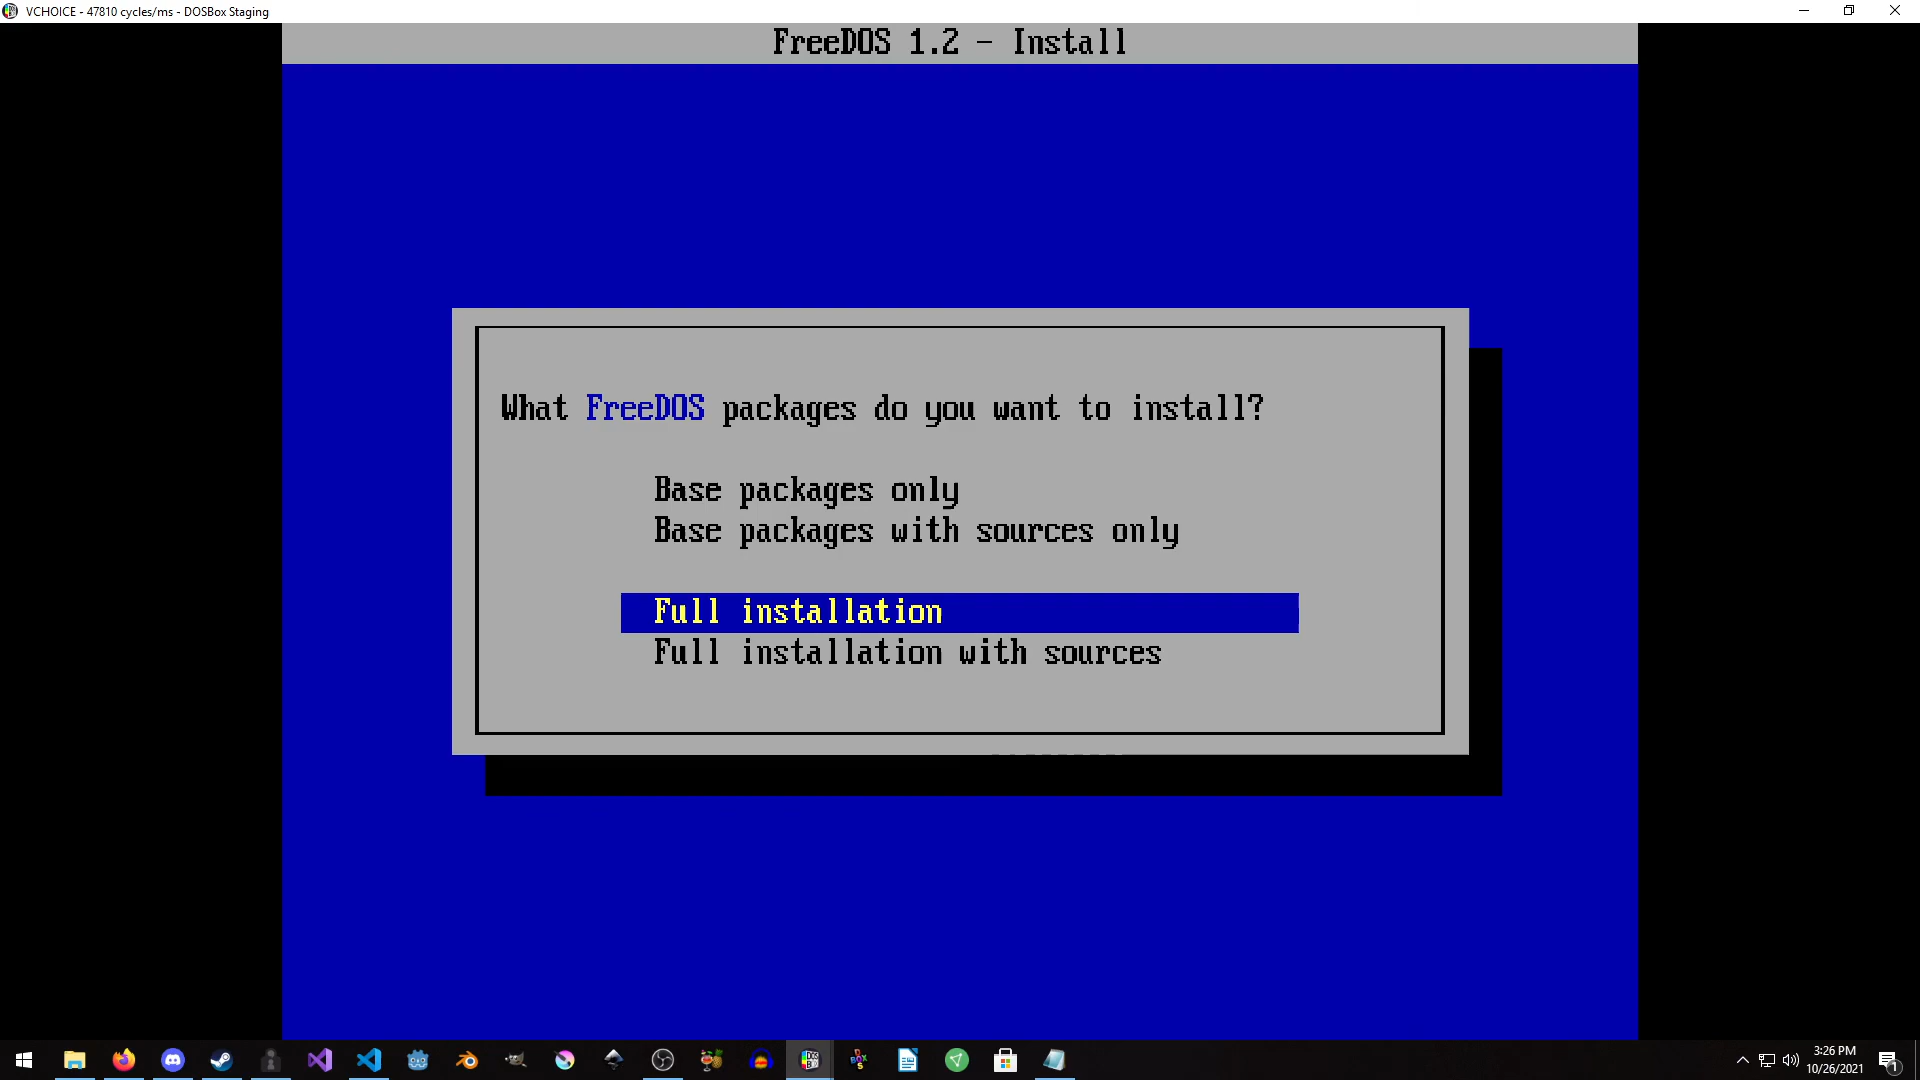 VCHOICE - 47810 cycles/ms - DOSBox Staging
FreeDOS 1.2 - Install
What FreeDOS packages do you want to install?
Base packages only
Base packages with sources only
Full installation
Full installation with sources
3:26 PM
10/26/2021
1